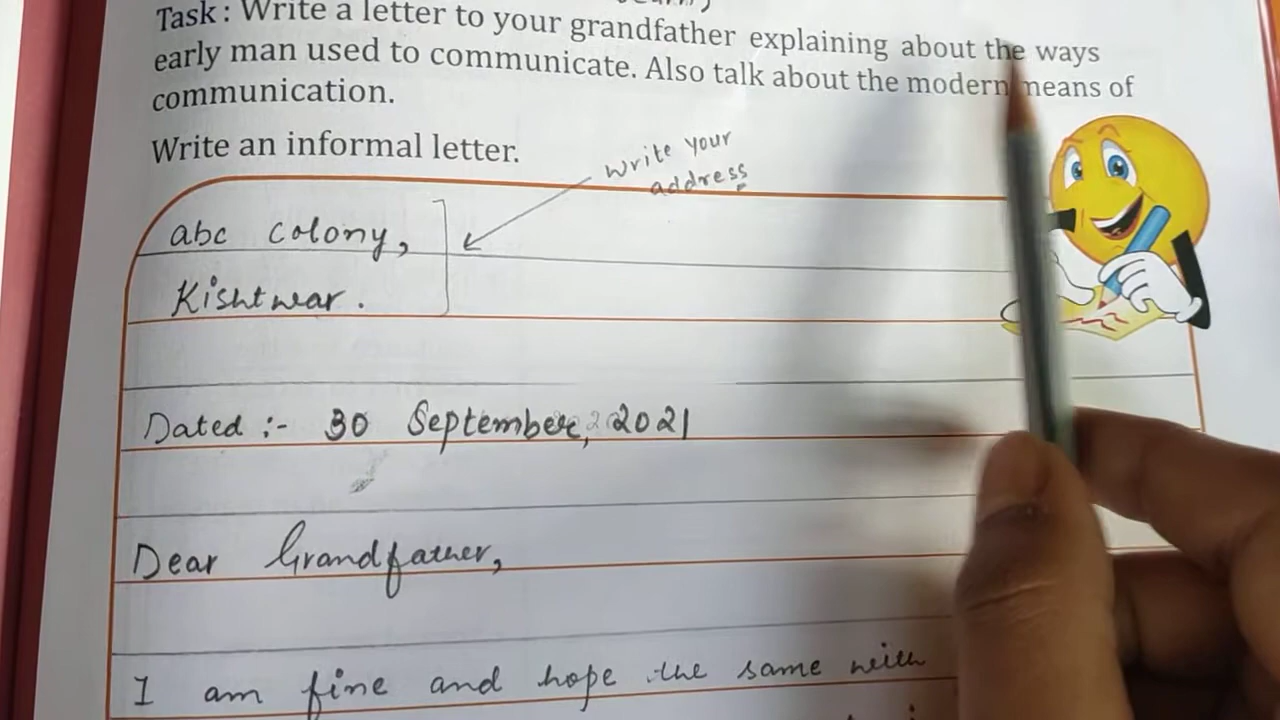 Task : Write a letter to your grandfather explaining about the ways
early man used to communicate. Also talk about the modern means of
communication.
Write an informal letter.
write your
address
abc colony,
Kishtwar.
Dated :- 30 September, 2021
Dear Grandfather,
I am fine and hope the same with